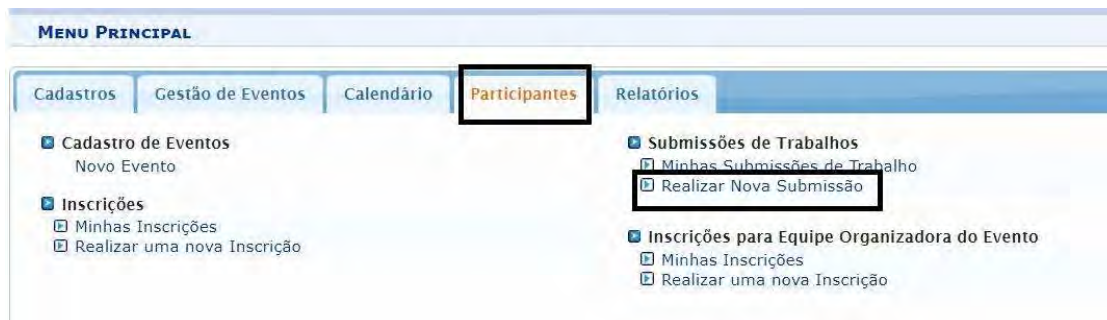 MENU PRINCIPAL
Cadastros Gestão de Eventos Calendário Participantes Relatórios
Cadastro de Eventos
Novo Evento
Inscrições
Minhas Inscrições
Realizar uma nova Inscrição
Submissões de Trabalhos
Minhas Submissões de Trabalho
Realizar Nova Submissão
Inscrições para Equipe Organizadora do Evento
Minhas Inscrições
Realizar uma nova Inscrição